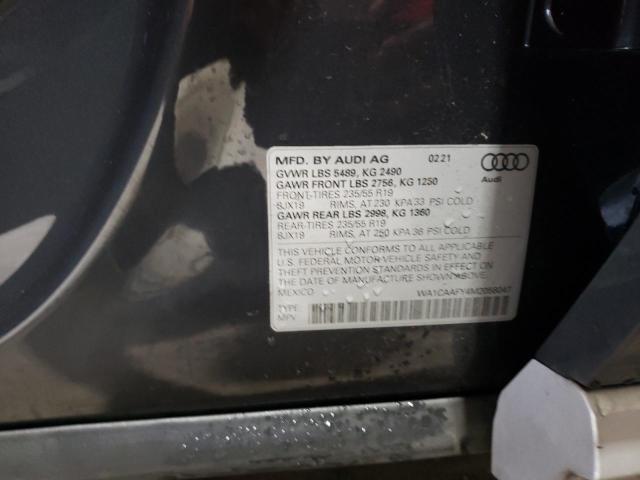 MFD. BY AUDI AG 02 21
GVWR LBS 5489, KG 2490
GAWR FRONT LBS 2756, KG 1250
FRONT-TIRES 235/55 R19
8JX19 RIMS, AT 230 KPA 33 PSI COLD
GAWR REAR LBS 2998, KG 1360
REAR-TIRES 235/55 R19
8JX19 RIMS, AT 250 KPA 36 PSI COLD
Audi
THIS VEHICLE CONFORMS TO ALL APPLICABLE
U.S. FEDERAL MOTOR VEHICLE SAFETY AND
THEFT PREVENTION STANDARDS IN EFFECT ON
THE DATE OF MANUFACTURE SHOWN ABOVE.
MEXICO WA1CAAFY4M2058047
TYPE:
MPV